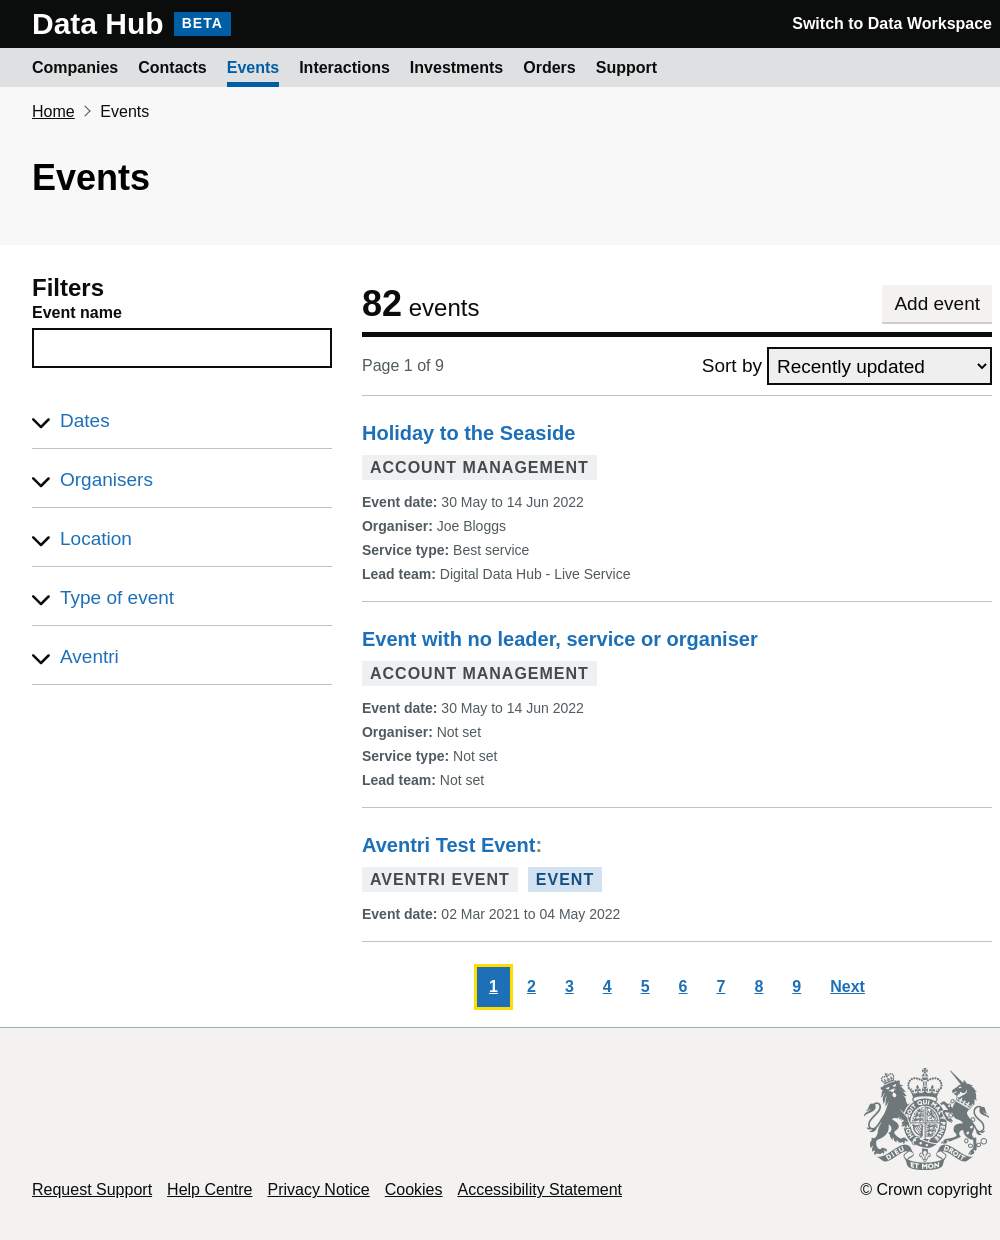 Data Hub BETA Switch to Data Workspace
Companies Contacts Events Interactions Investments Orders Support
Home Events
Events
Filters
Event name
Dates
Organisers
Location
Type of event
Aventri
82 events Add event
Page 1 of 9 Sort by Recently updated
Holiday to the Seaside
ACCOUNT MANAGEMENT
Event date: 30 May to 14 Jun 2022
Organiser: Joe Bloggs
Service type: Best service
Lead team: Digital Data Hub - Live Service
Event with no leader, service or organiser
ACCOUNT MANAGEMENT
Event date: 30 May to 14 Jun 2022
Organiser: Not set
Service type: Not set
Lead team: Not set
Aventri Test Event:
AVENTRI EVENT EVENT
Event date: 02 Mar 2021 to 04 May 2022
1 2 3 4 5 6 7 8 9 Next
DIEU ET MON DROIT
Request Support Help Centre Privacy Notice Cookies Accessibility Statement © Crown copyright